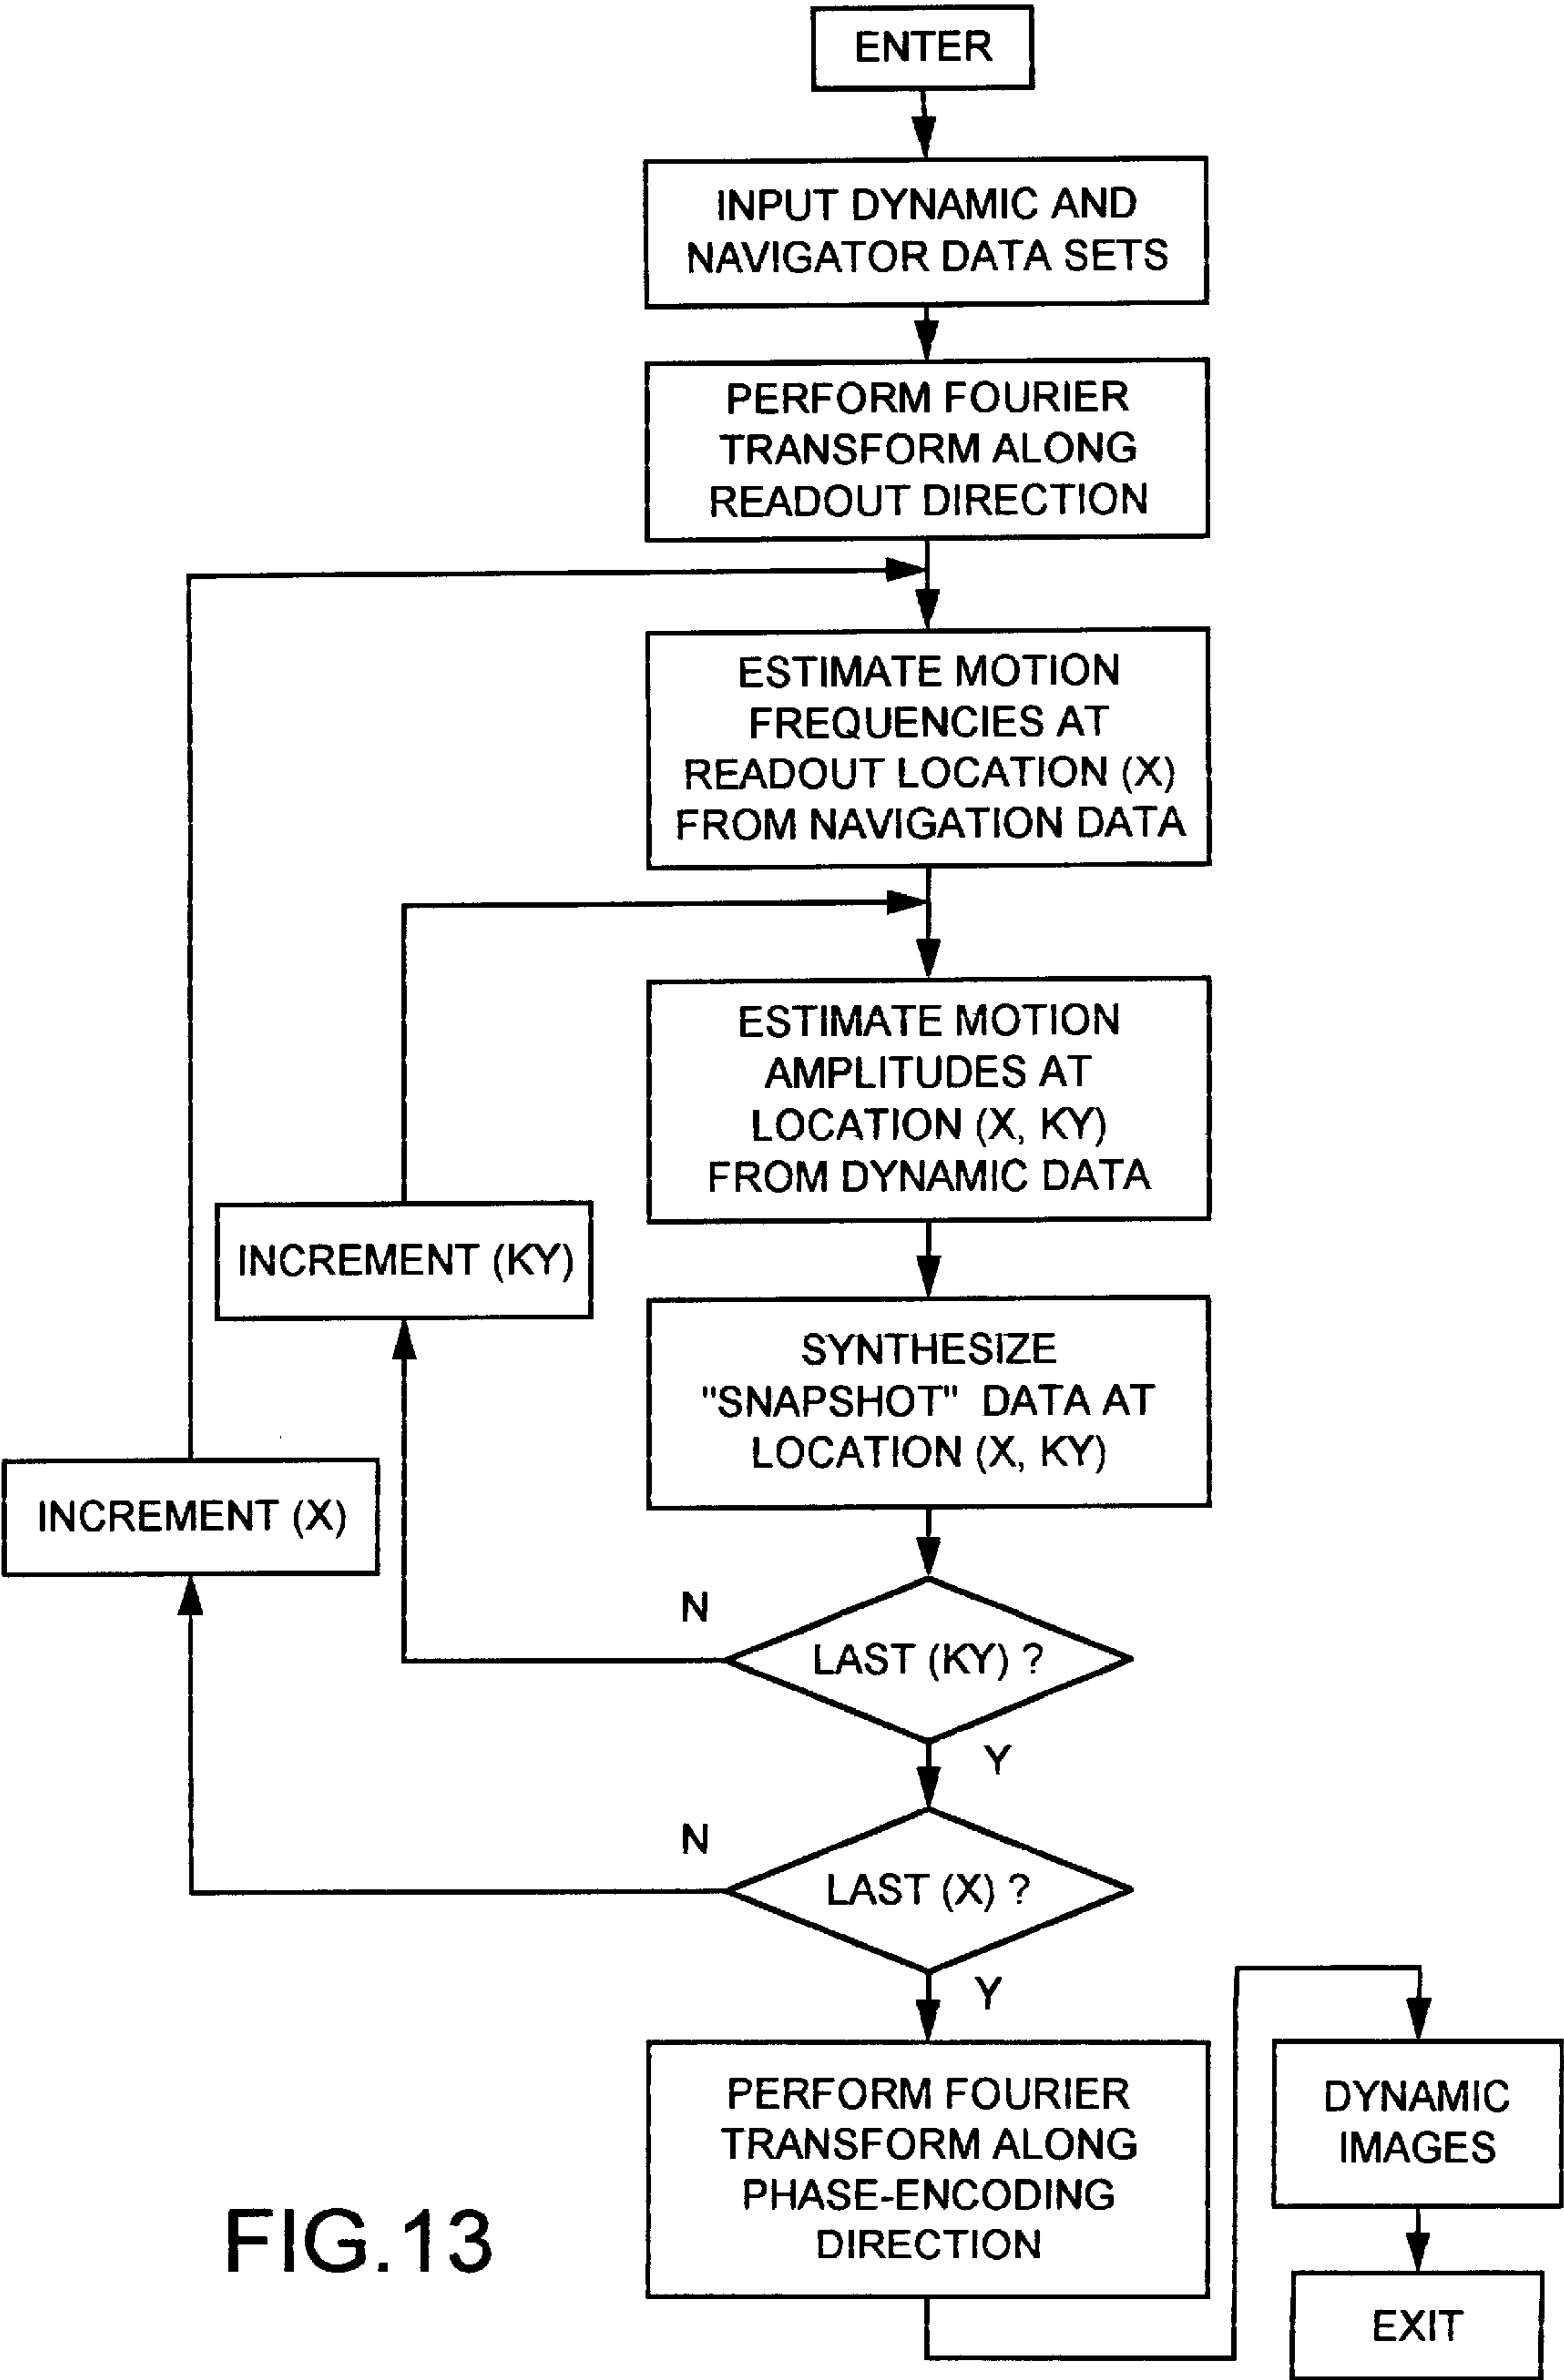 ENTER
INPUT DYNAMIC AND
NAVIGATOR DATA SETS
PERFORM FOURIER
TRANSFORM ALONG
READOUT DIRECTION
ESTIMATE MOTION
FREQUENCIES AT
READOUT LOCATION (X)
FROM NAVIGATION DATA
ESTIMATE MOTION
AMPLITUDES AT
LOCATION (X, KY)
FROM DYNAMIC DATA
INCREMENT (KY)
SYNTHESIZE
"SNAPSHOT" DATA AT
LOCATION (X, KY)
INCREMENT (X)
N
LAST (KY) ?
Y
N
LAST (X) ?
Y
PERFORM FOURIER
TRANSFORM ALONG
PHASE-ENCODING
DIRECTION
DYNAMIC
IMAGES
EXIT
FIG.13